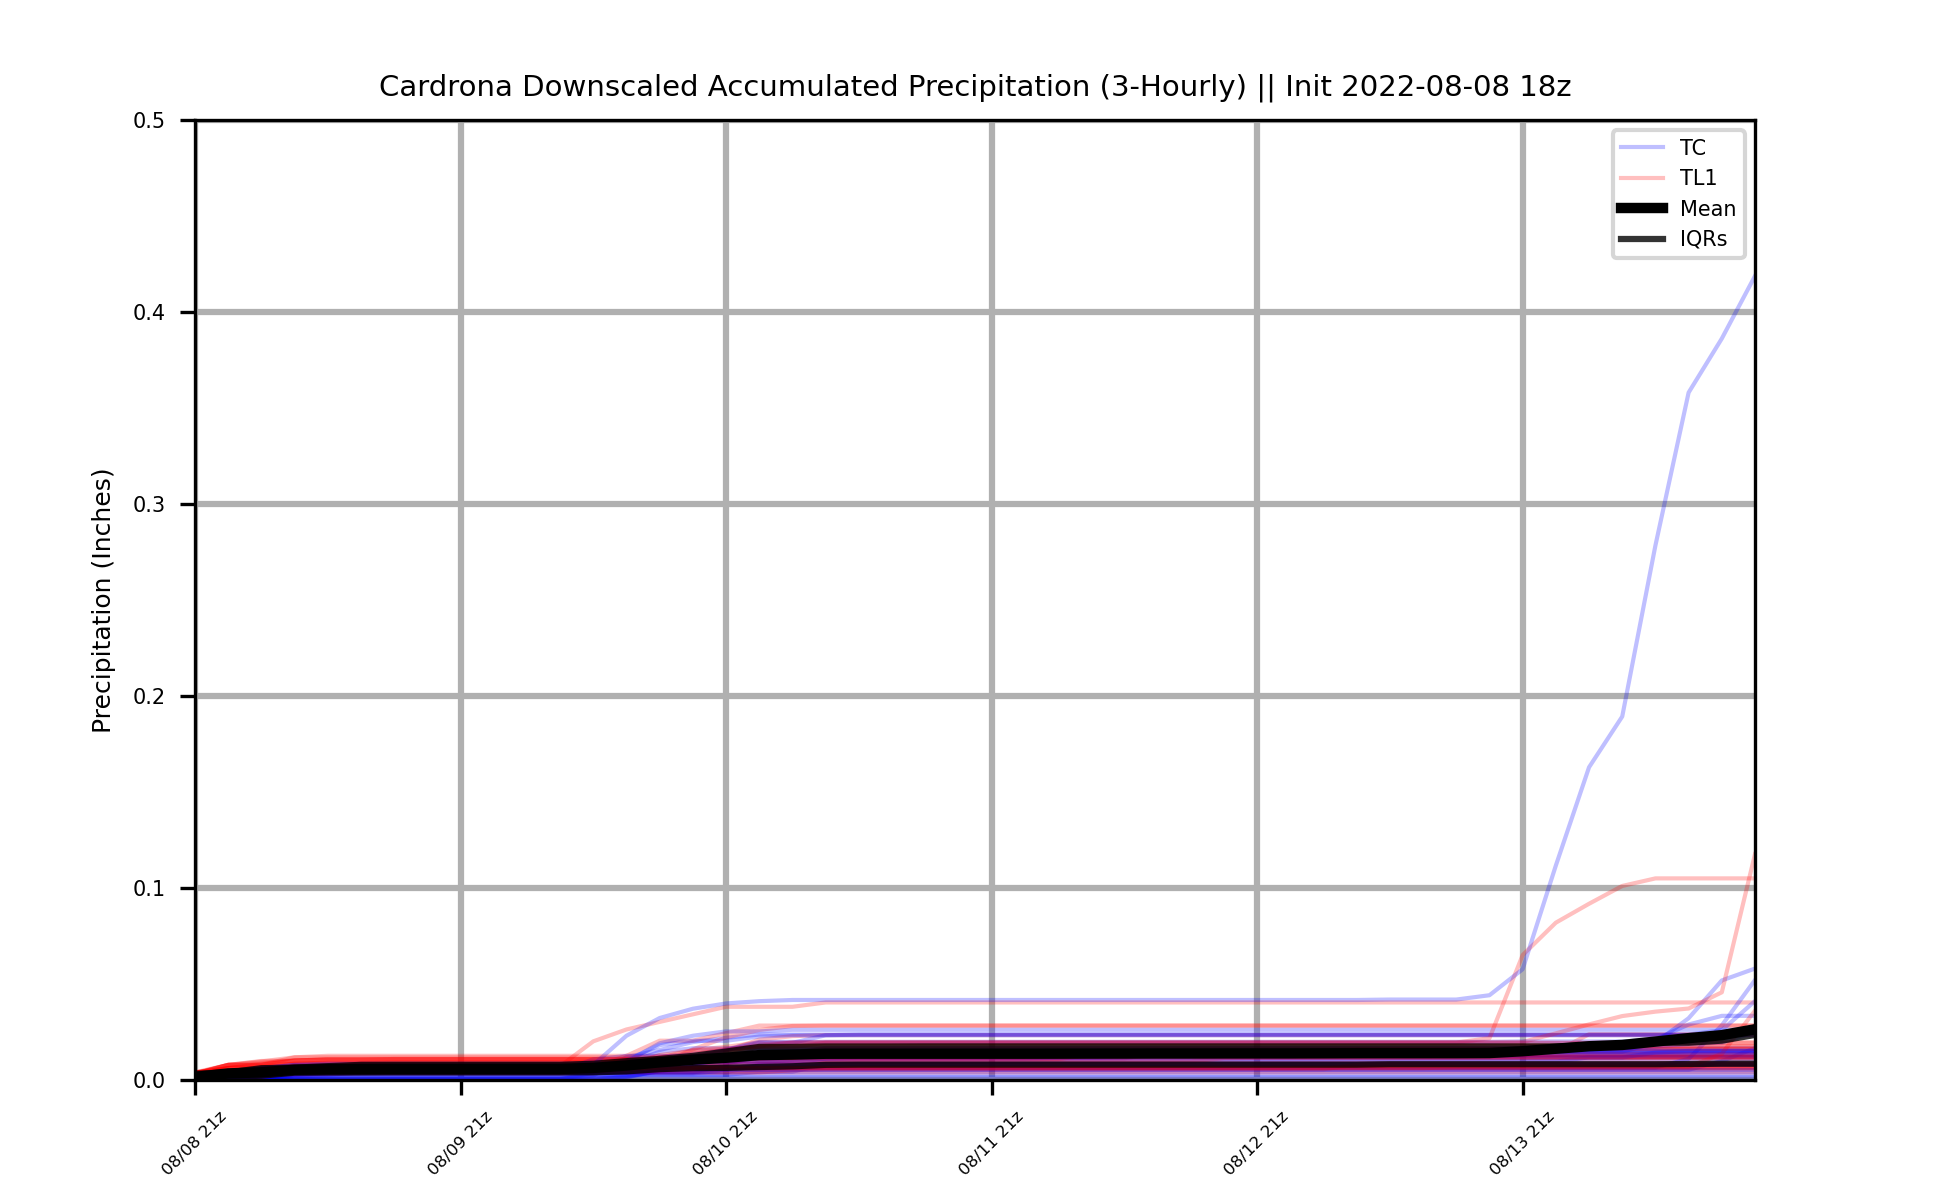 Cardrona Downscaled Accumulated Precipitation (3-Hourly) || Init 2022-08-08 18z
0.5
0.4
0.3
0.2
0.1
0.0
Precipitation (Inches)
TC
TL1
Mean
IQRs
08/08 21z
08/09 21z
08/10 21z
08/11 21z
08/12 21z
08/13 21z